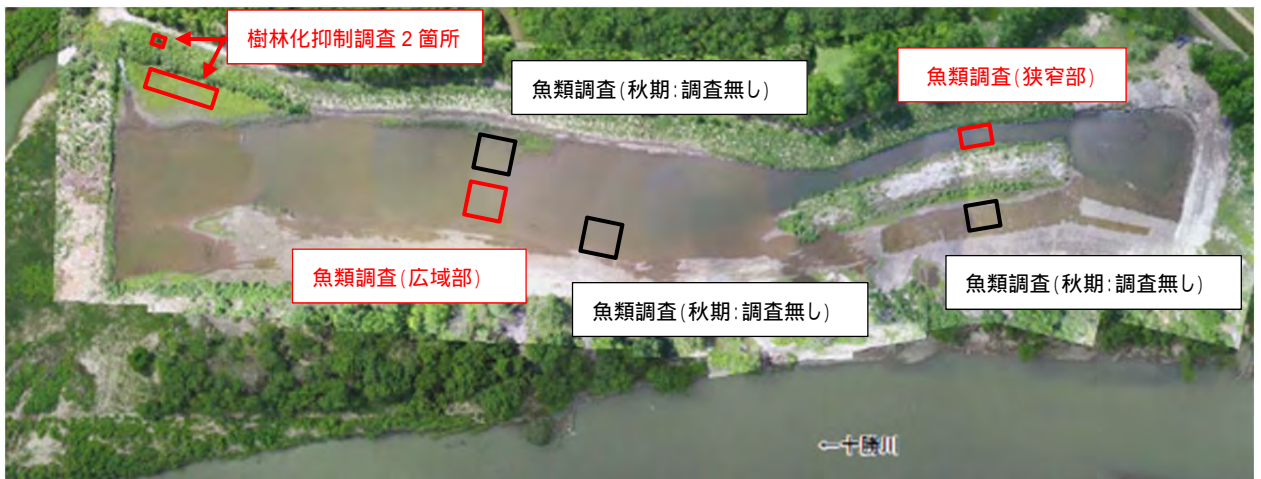 樹林化抑制調査2箇所
魚類調査(秋期:調査無し)
魚類調査(狭窄部)
魚類調査(広域部)
魚類調査(秋期:調査無し)
魚類調査(秋期:調査無し)
←十勝川